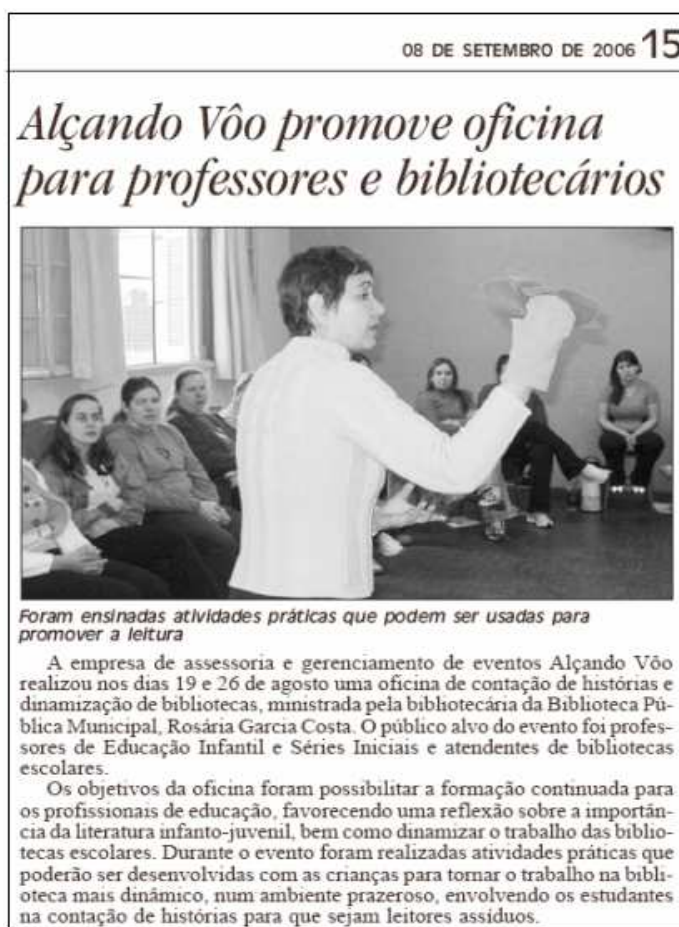 08 DE SETEMBRO DE 2006 15
Alçando Vôo promove oficina
para professores e bibliotecários
Foram ensinadas atividades práticas que podem ser usadas para
promover a leitura
A empresa de assessoria e gerenciamento de eventos Alçando Vôo
realizou nos dias 19 e 26 de agosto uma oficina de contação de histórias e
dinamização de bibliotecas, ministrada pela bibliotecária da Biblioteca Pú-
blica Municipal, Rosária Garcia Costa. O público alvo do evento foi profes-
sores de Educação Infantil e Séries Iniciais e atendentes de bibliotecas
escolares.
Os objetivos da oficina foram possibilitar a formação continuada para
os profissionais de educação, favorecendo uma reflexão sobre a importân-
cia da literatura infanto-juvenil, bem como dinamizar o trabalho das biblio-
tecas escolares. Durante o evento foram realizadas atividades práticas que
poderão ser desenvolvidas com as crianças para tornar o trabalho na bibli-
oteca mais dinâmico, num ambiente prazeroso, envolvendo os estudantes
na contação de histórias para que sejam leitores assíduos.